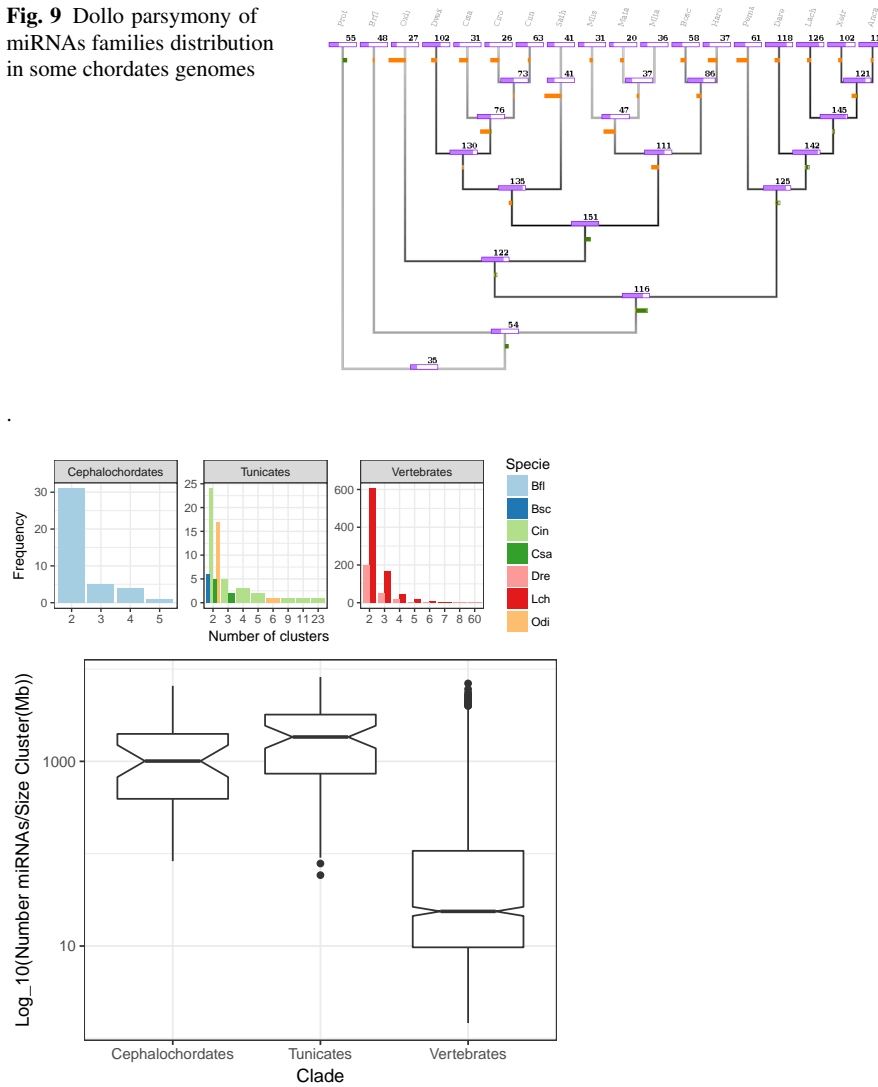 Fig. 9 Dollo parsymony of
miRNAs families distribution
in some chordates genomes
55 48 27 102 31 26 63 41 31 20 36 58 37 61 118 126 102 11
73 41 37 86 121
76 47 145
130 111 142
135 125
151
122
116
54
35
.
Cephalochordates Tunicates Vertebrates
Frequency
30
20
10
0
2 3 4 5
25
20
15
10
5
0
2 3 4 5 6 9 11 23
600
400
200
0
2 3 4 5 6 7 8 60
Number of clusters
Specie
Bfl
Bsc
Cin
Csa
Dre
Lch
Odi
Log_10(Number miRNAs/Size Cluster(Mb))
1000
10
Cephalochordates Tunicates Vertebrates
Clade